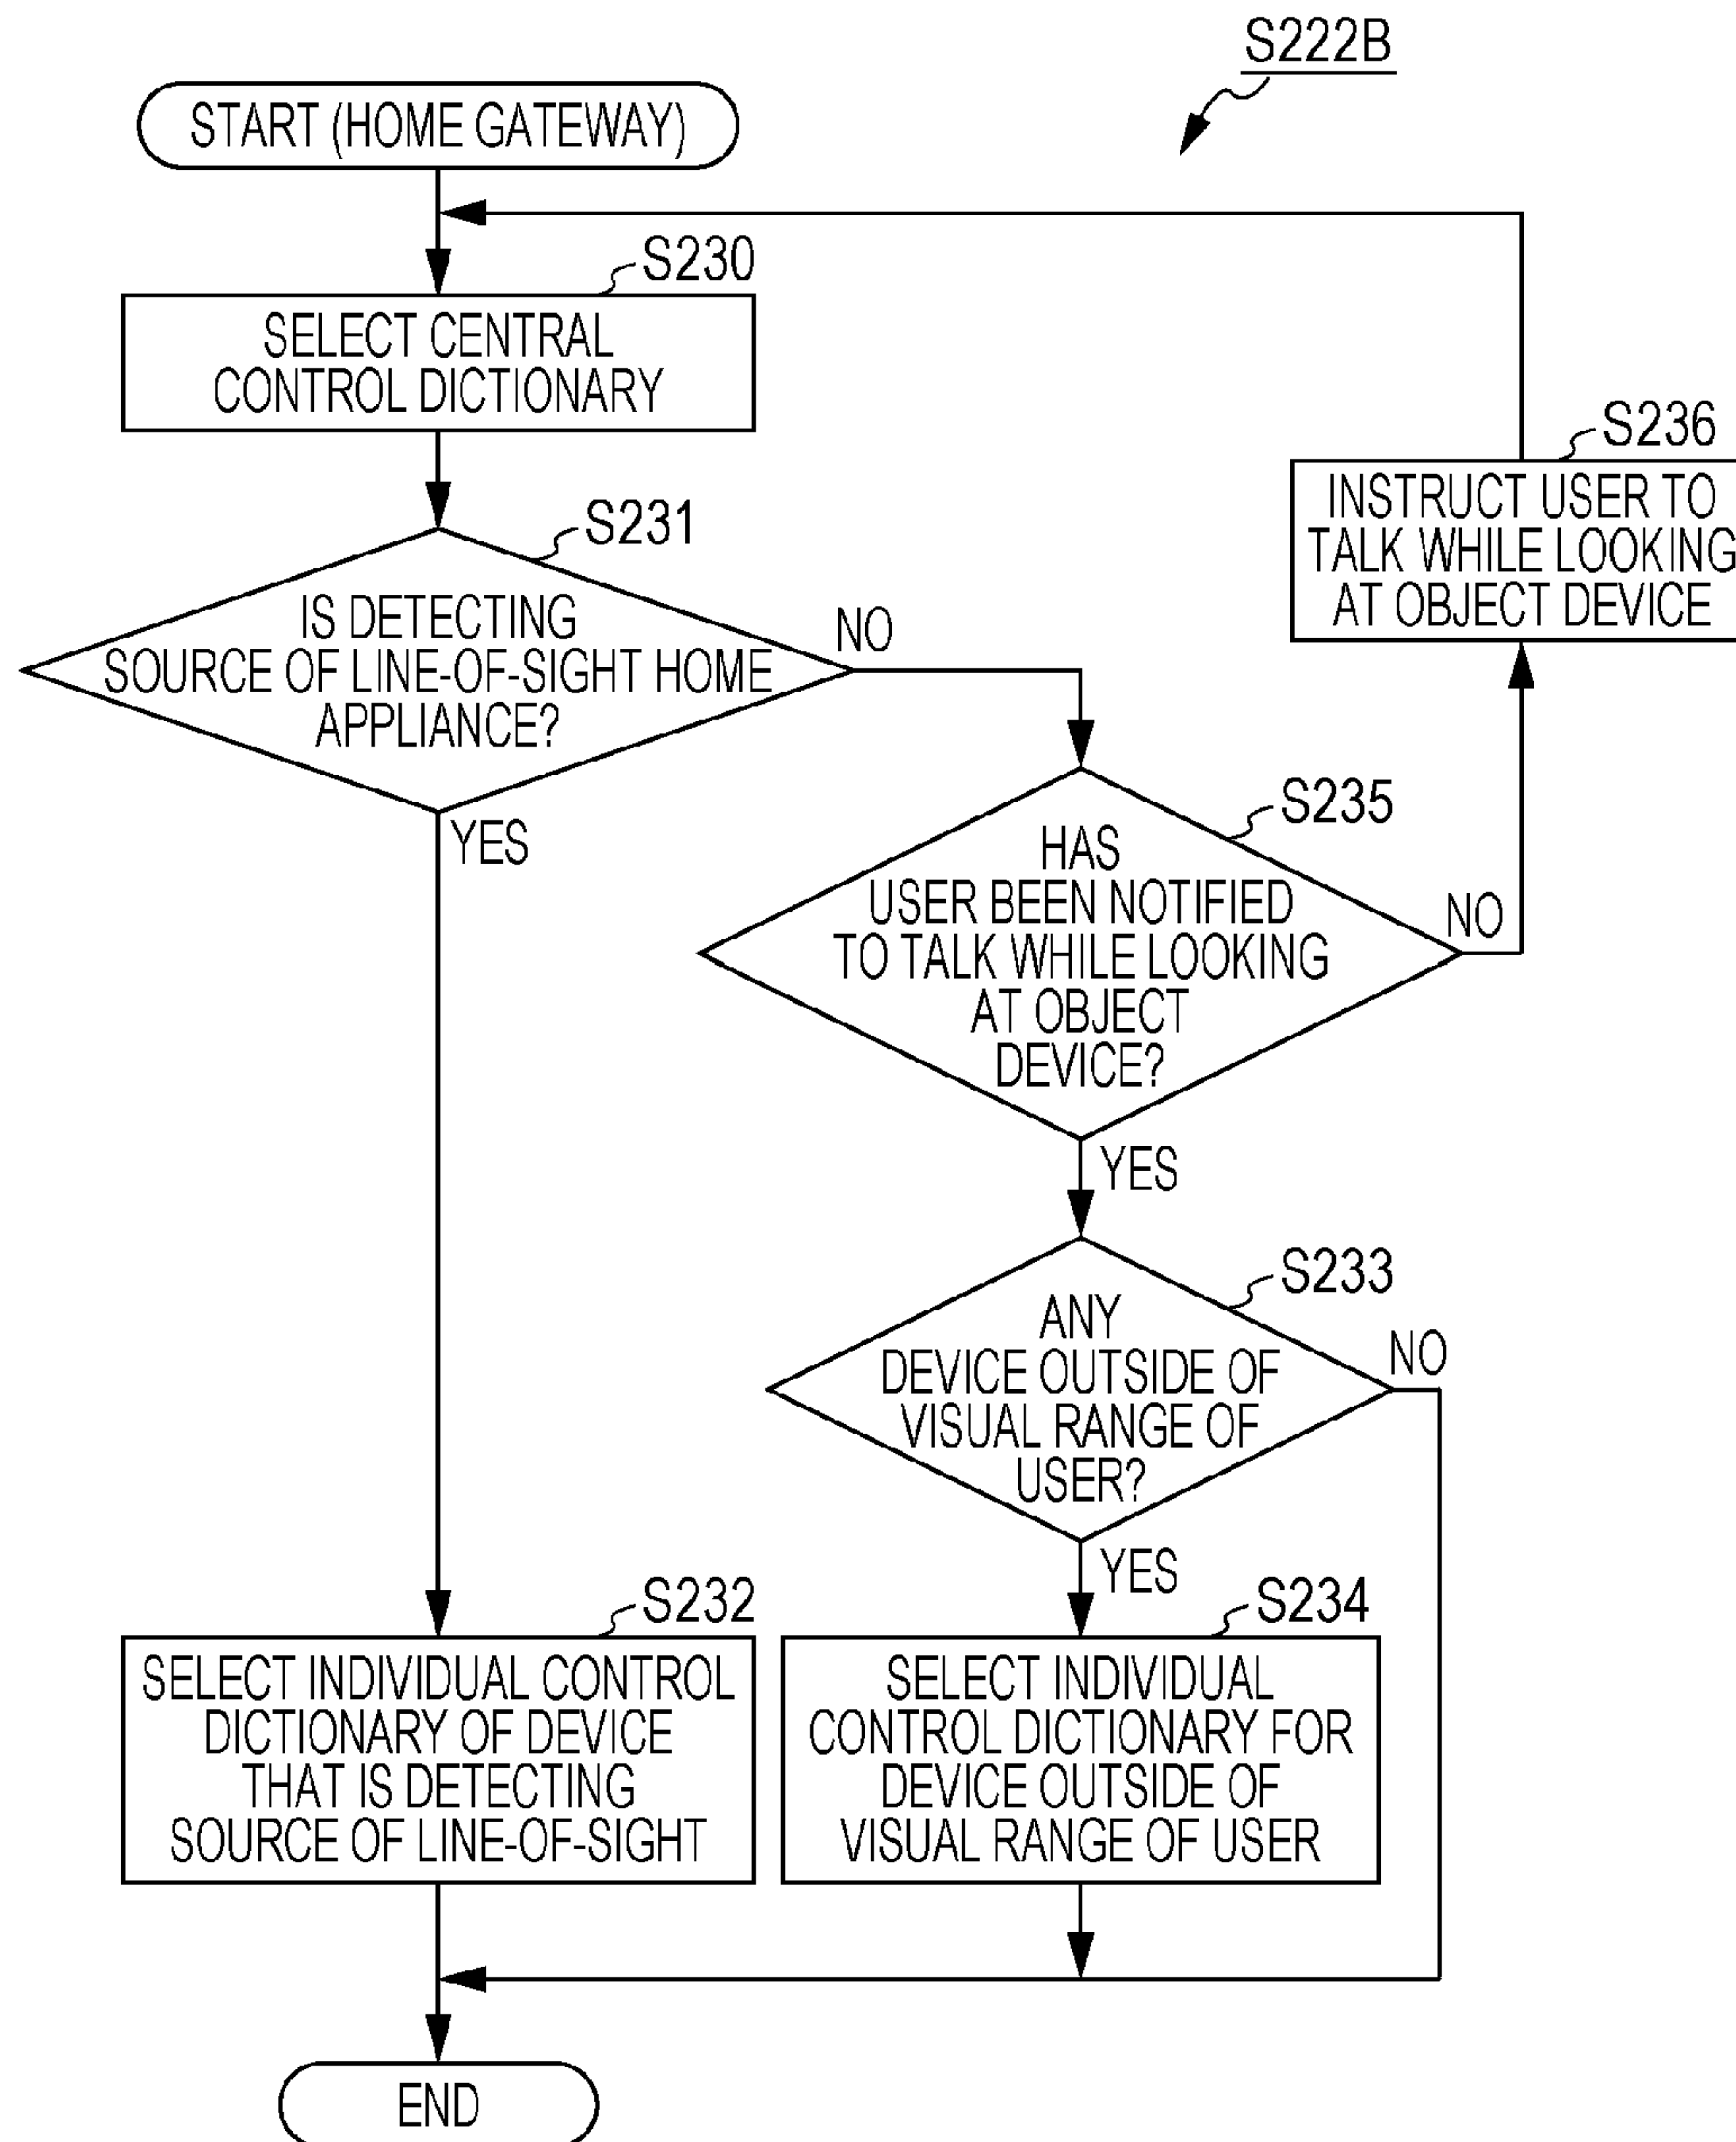 S222B
START (HOME GATEWAY)
S230
SELECT CENTRAL
CONTROL DICTIONARY
S236
INSTRUCT USER TO
TALK WHILE LOOKING
AT OBJECT DEVICE
S231
IS DETECTING
SOURCE OF LINE-OF-SIGHT HOME
APPLIANCE?
NO
YES
S235
HAS
USER BEEN NOTIFIED
TO TALK WHILE LOOKING
AT OBJECT
DEVICE?
NO
YES
S233
ANY
DEVICE OUTSIDE OF
VISUAL RANGE OF
USER?
NO
YES
S232
SELECT INDIVIDUAL CONTROL
DICTIONARY OF DEVICE
THAT IS DETECTING
SOURCE OF LINE-OF-SIGHT
S234
SELECT INDIVIDUAL
CONTROL DICTIONARY FOR
DEVICE OUTSIDE OF
VISUAL RANGE OF USER
END